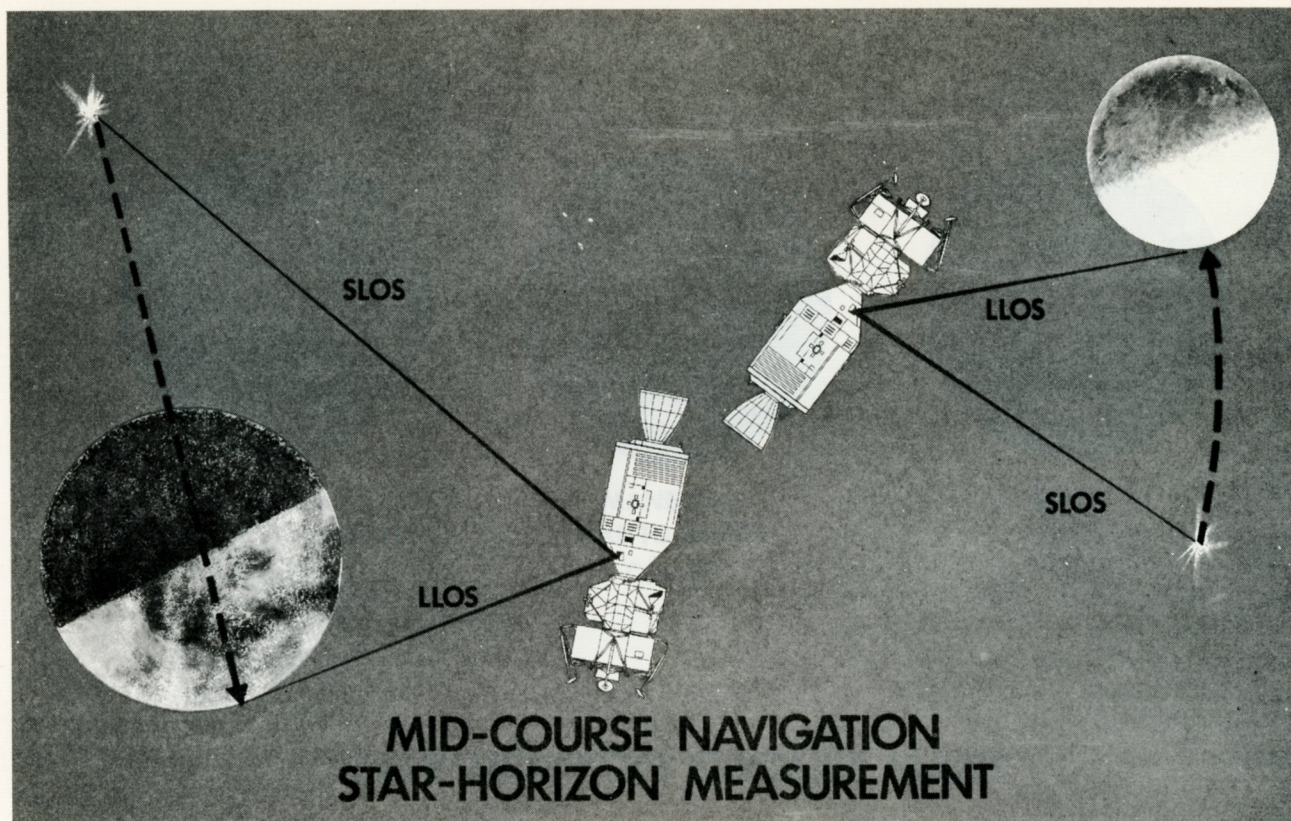 SLOS
LLOS
LLOS
SLOS
MID-COURSE NAVIGATION
STAR-HORIZON MEASUREMENT